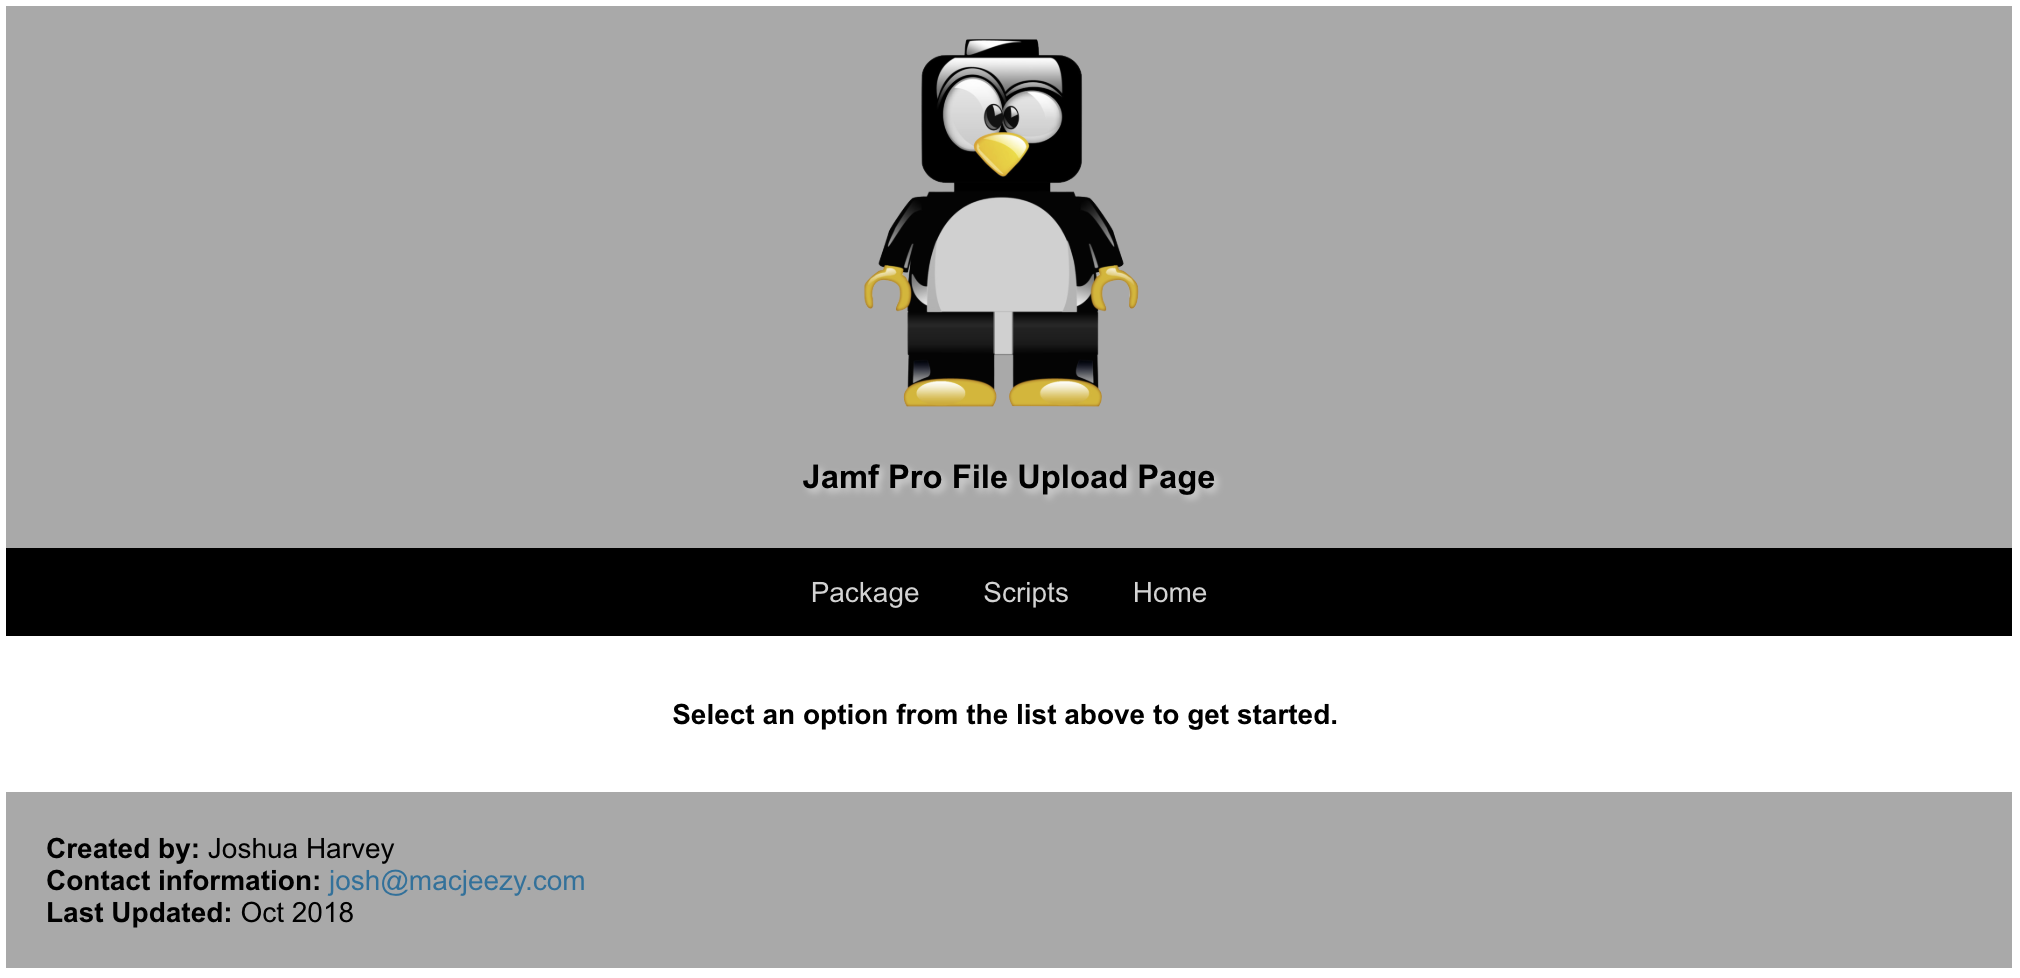 Jamf Pro File Upload Page
Package Scripts Home
Select an option from the list above to get started.
Created by: Joshua Harvey
Contact information: josh@macjeezy.com
Last Updated: Oct 2018